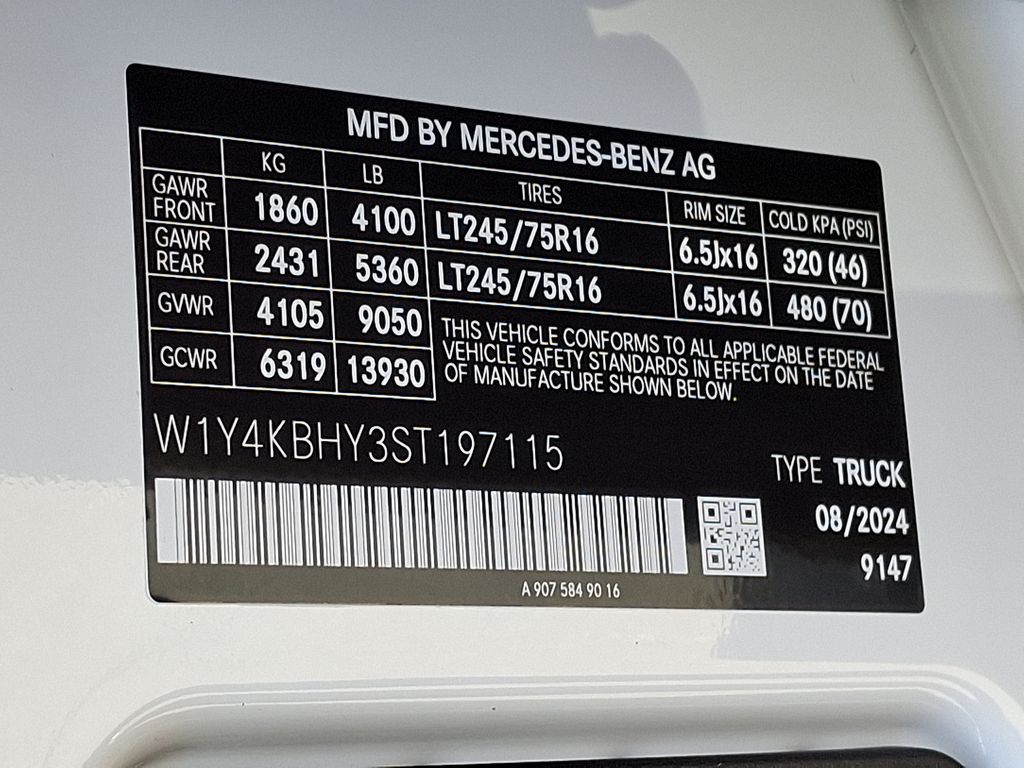 MFD BY MERCEDES-BENZ AG
KG LB TIRES RIM SIZE COLD KPA (PSI)
GAWR FRONT 1860 4100 LT245/75R16 6.5Jx16 320 (46)
GAWR REAR 2431 5360 LT245/75R16 6.5Jx16 480 (70)
GVWR 4105 9050
GCWR 6319 13930
THIS VEHICLE CONFORMS TO ALL APPLICABLE FEDERAL
VEHICLE SAFETY STANDARDS IN EFFECT ON THE DATE
OF MANUFACTURE SHOWN BELOW.
W1Y4KBHY3ST197115
TYPE TRUCK
08/2024
9147
A 907 584 90 16